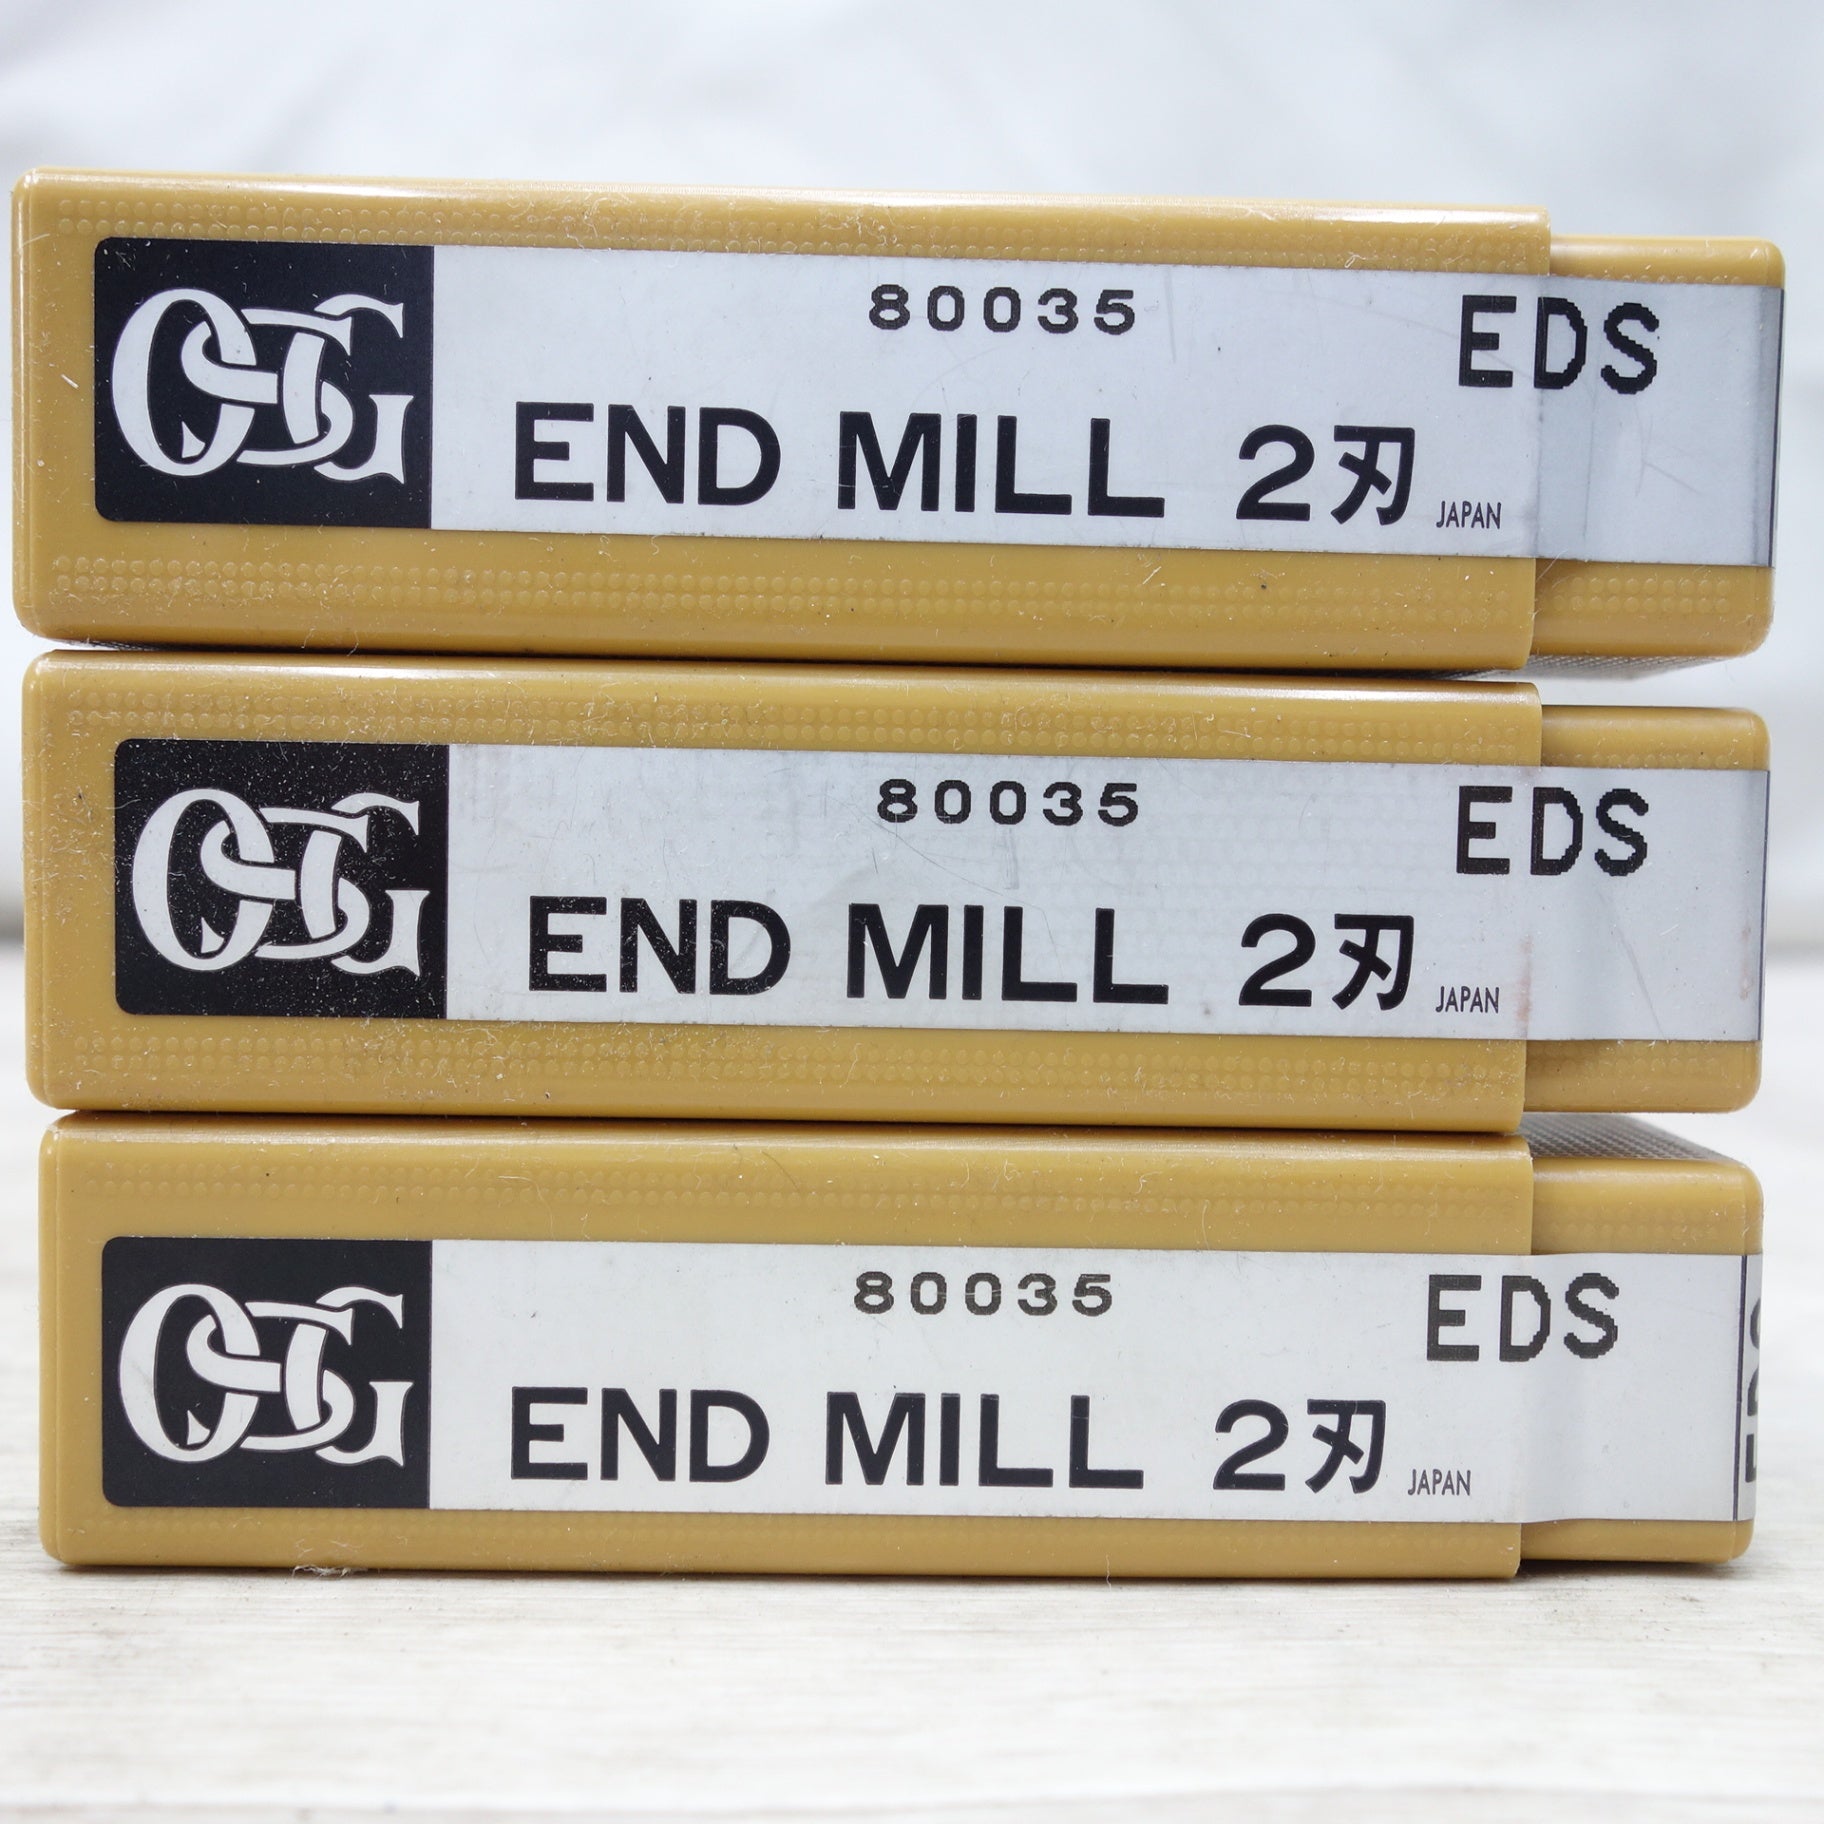 OSG
80035
EDS
END MILL 2刃 JAPAN
OSG
80035
EDS
END MILL 2刃 JAPAN
OSG
80035
EDS
END MILL 2刃 JAPAN